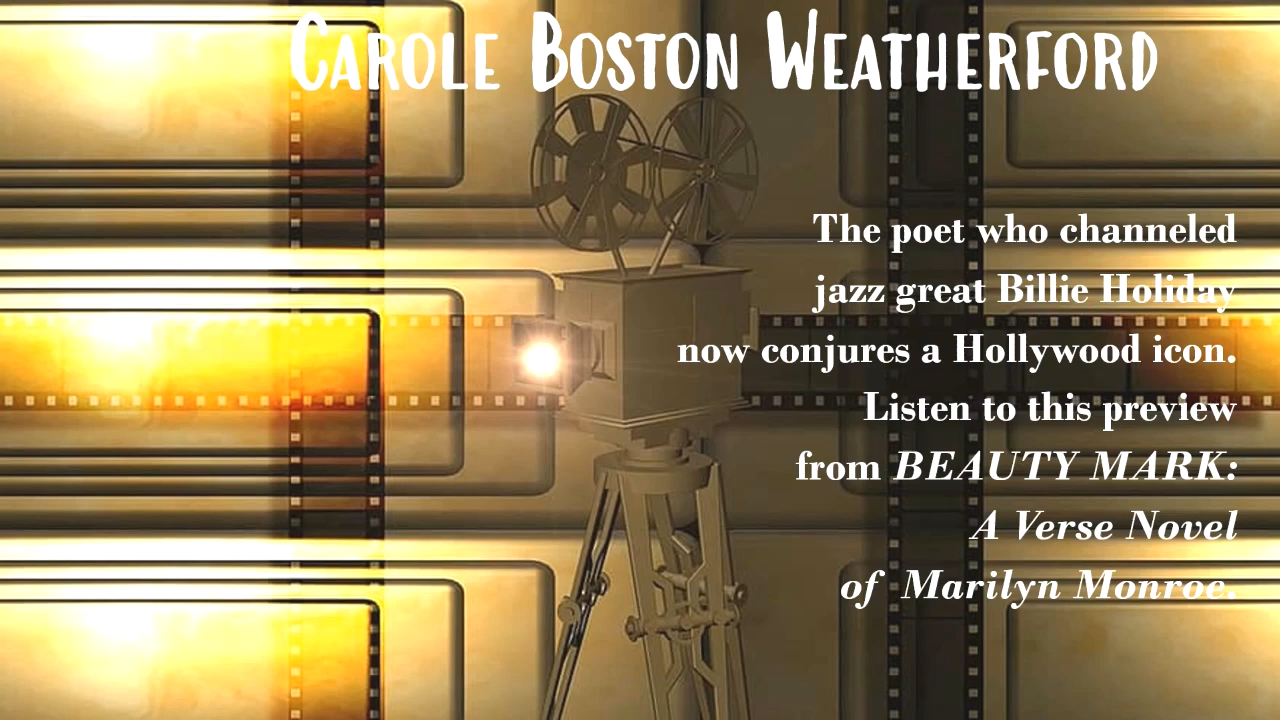 Carole Boston Weatherford
The poet who channeled
jazz great Billie Holiday
now conjures a Hollywood icon.
Listen to this preview
from BEAUTY MARK:
A Verse Novel
of Marilyn Monroe.